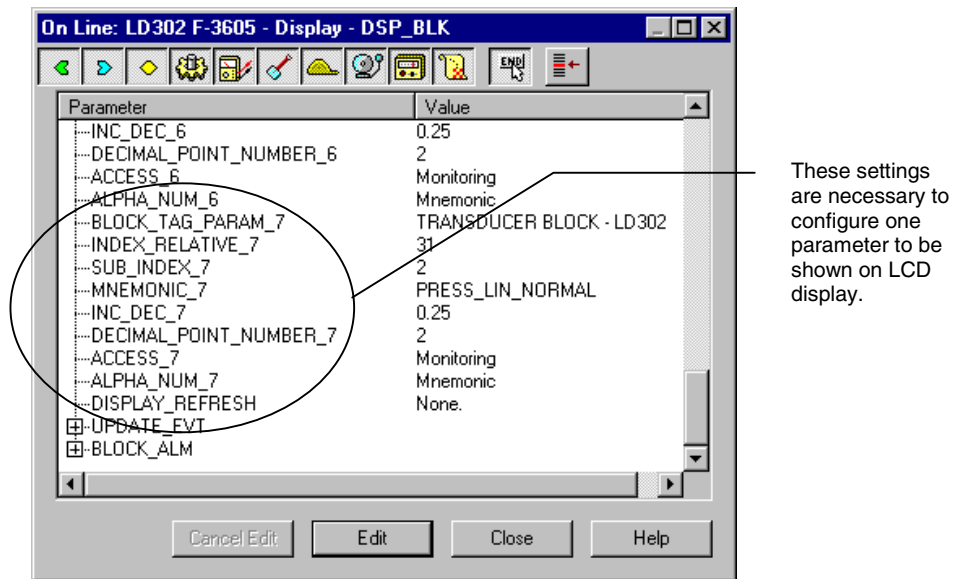 On Line: LD302 F-3605 - Display - DSP_BLK
END
Parameter Value
INC_DEC_6 0.25
DECIMAL_POINT_NUMBER_6 2
ACCESS_6 Monitoring
ALPHA_NUM_6 Mnemonic
BLOCK_TAG_PARAM_7 TRANSDUCER BLOCK - LD302
INDEX_RELATIVE_7 31
SUB_INDEX_7 2
MNEMONIC_7 PRESS_LIN_NORMAL
INC_DEC_7 0.25
DECIMAL_POINT_NUMBER_7 2
ACCESS_7 Monitoring
ALPHA_NUM_7 Mnemonic
DISPLAY_REFRESH None.
UPDATE_EVT
BLOCK_ALM
Cancel Edit Edit Close Help
These settings
are necessary to
configure one
parameter to be
shown on LCD
display.